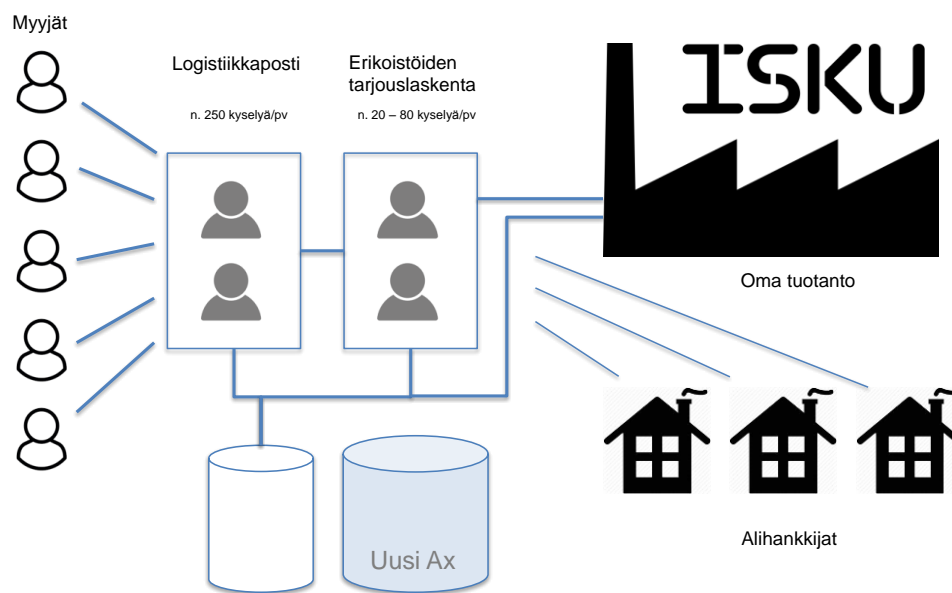 Myyjät
Logistiikkaposti
n. 250 kyselyä/pv
Erikoistöiden
tarjouslaskenta
n. 20 – 80 kyselyä/pv
ISKU
Oma tuotanto
Uusi Ax
Alihankkijat